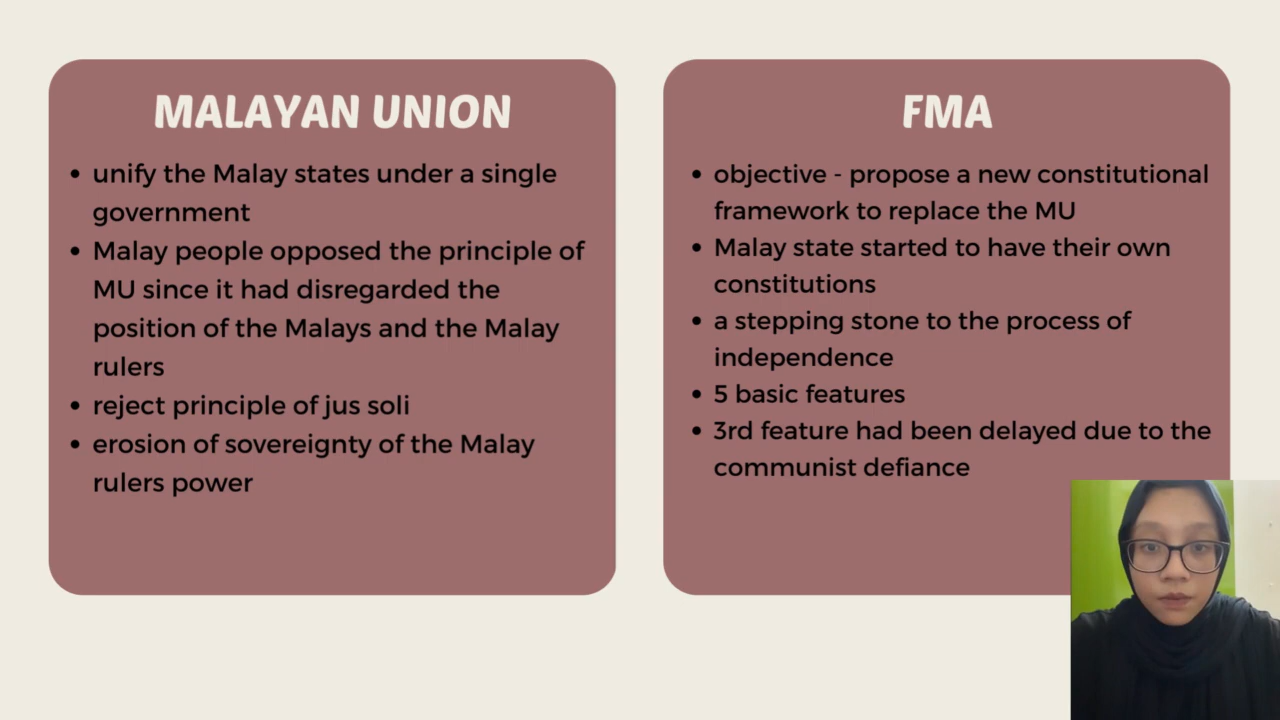 MALAYAN UNION
• unify the Malay states under a single
government
• Malay people opposed the principle of
MU since it had disregarded the
position of the Malays and the Malay
rulers
• reject principle of jus soli
• erosion of sovereignty of the Malay
rulers power
FMA
• objective - propose a new constitutional
framework to replace the MU
• Malay state started to have their own
constitutions
• a stepping stone to the process of
independence
• 5 basic features
• 3rd feature had been delayed due to the
communist defiance